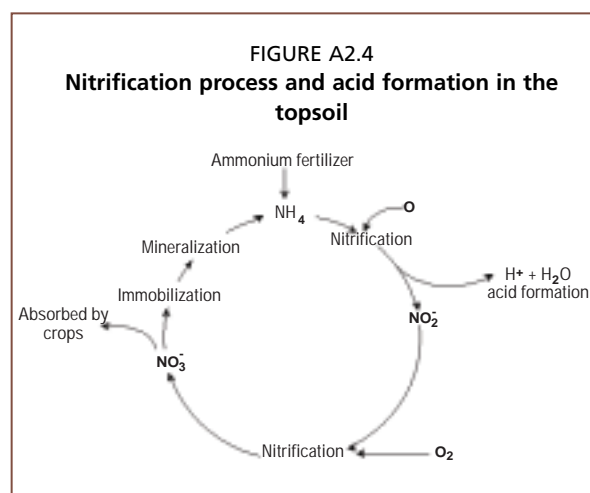 FIGURE A2.4
Nitrification process and acid formation in the
topsoil
Ammonium fertilizer
NH4
O
Nitrification
Mineralization
H+ + H2O
acid formation
Immobilization
Absorbed by
crops
NO2-
NO3-
Nitrification
O2